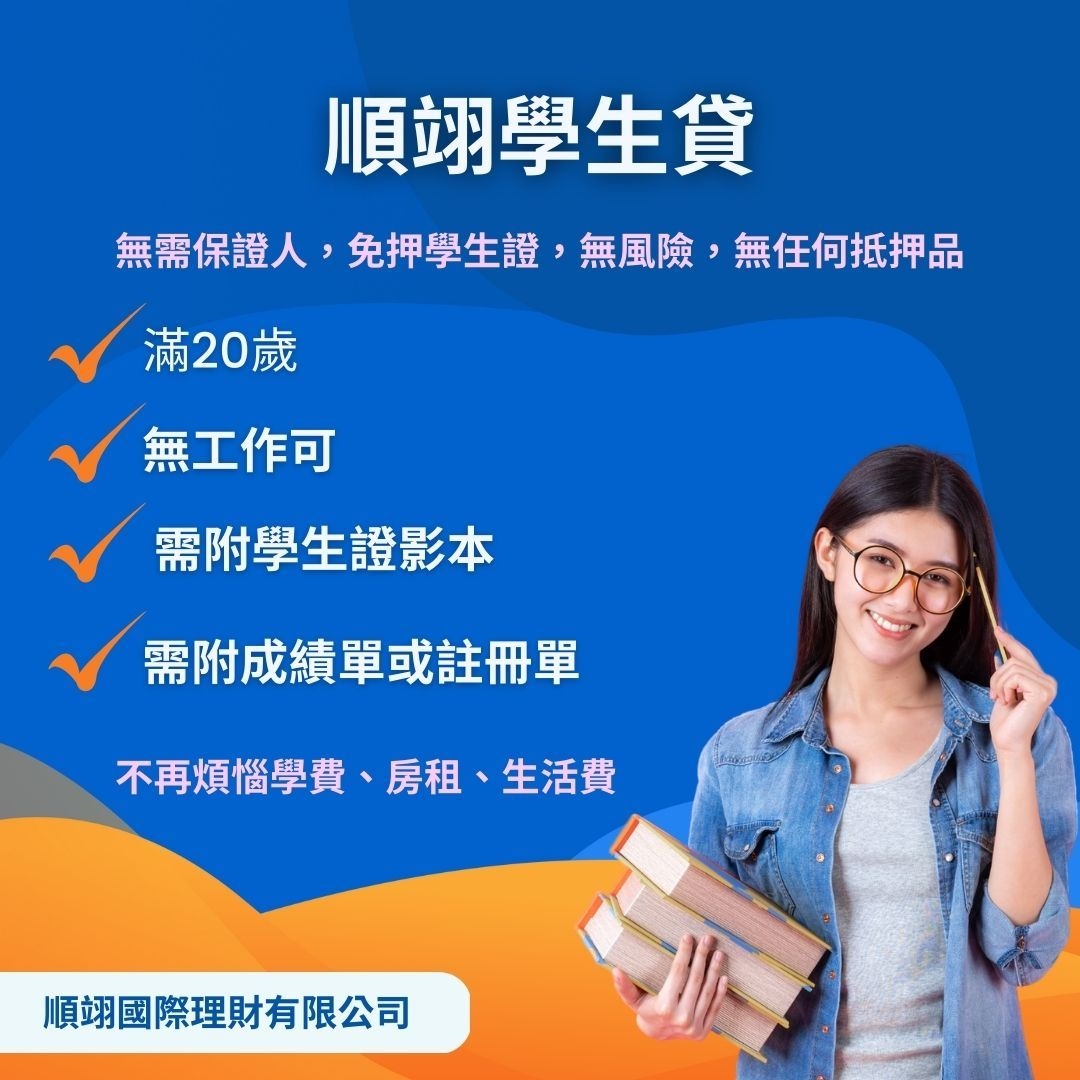 順翊學生貸
無需保證人，免押學生證，無風險，無任何抵押品
滿20歲
無工作可
需附學生證影本
需附成績單或註冊單
不再煩惱學費、房租、生活費
順翊國際理財有限公司